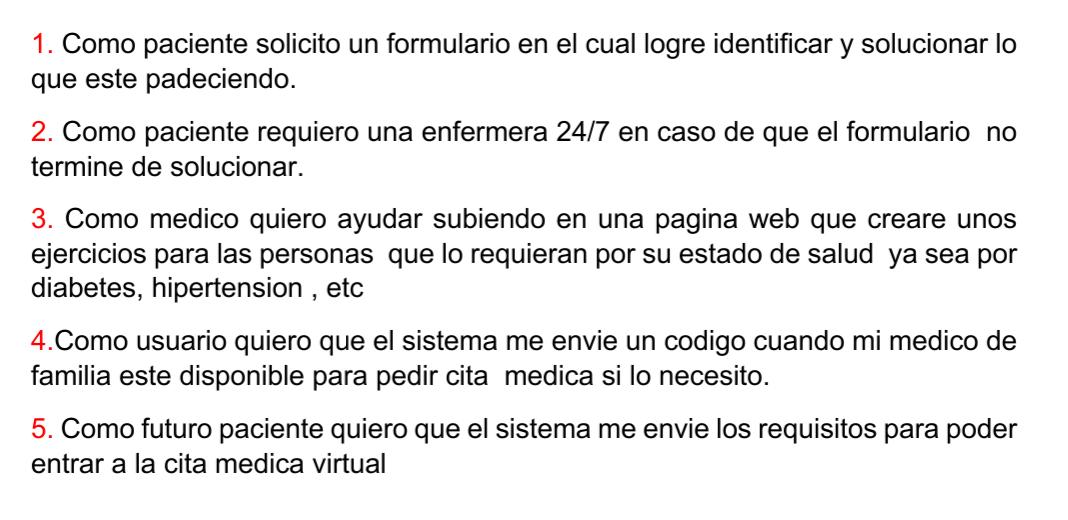 1. Como paciente solicito un formulario en el cual logre identificar y solucionar lo
que este padeciendo.
2. Como paciente requiero una enfermera 24/7 en caso de que el formulario  no
termine de solucionar.
3. Como medico quiero ayudar subiendo en una pagina web que creare unos
ejercicios para las personas  que lo requieran por su estado de salud  ya sea por
diabetes, hipertension , etc
4.Como usuario quiero que el sistema me envie un codigo cuando mi medico de
familia este disponible para pedir cita  medica si lo necesito.
5. Como futuro paciente quiero que el sistema me envie los requisitos para poder
entrar a la cita medica virtual